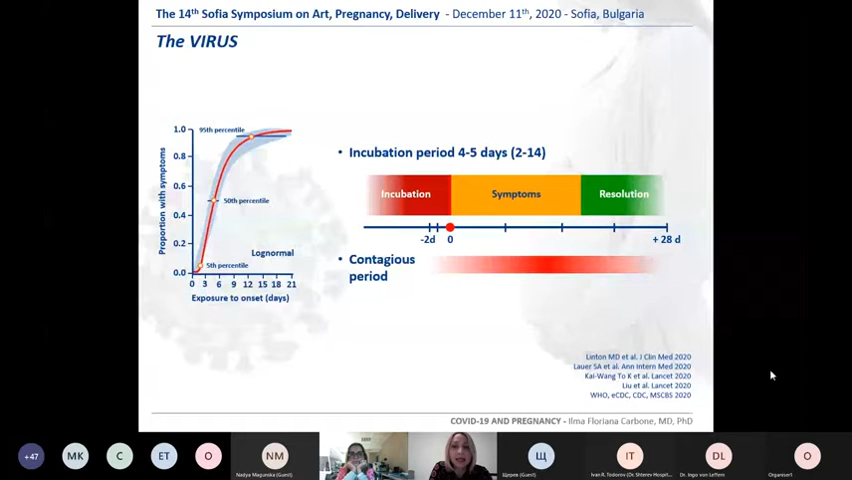 The 14th Sofia Symposium on Art, Pregnancy, Delivery - December 11th, 2020 - Sofia, Bulgaria
The VIRUS
Proportion with symptoms
1.0
0.8
0.6
0.4
0.2
0.0
95th percentile
50th percentile
5th percentile
Lognormal
0 3 6 9 12 15 18 21
Exposure to onset (days)
• Incubation period 4-5 days (2-14)
Incubation Symptoms Resolution
-2d 0 + 28 d
• Contagious
period
Linton MD et al. J Clin Med 2020
Lauer SA et al. Ann Intern Med 2020
Kai-Wang To K et al. Lancet 2020
Liu et al. Lancet 2020
WHO, eCDC, CDC, MSCBS 2020
COVID-19 AND PREGNANCY - Ilma Floriana Carbone, MD, PhD
+47 MK C ET O NM Щ IT DL O
Nadya Magunska (Guest)
Щерев (Guest)
Ivan R. Todorov (Dr. Shterev Hospit...
Dr. Ingo von Leffern
Organiser1